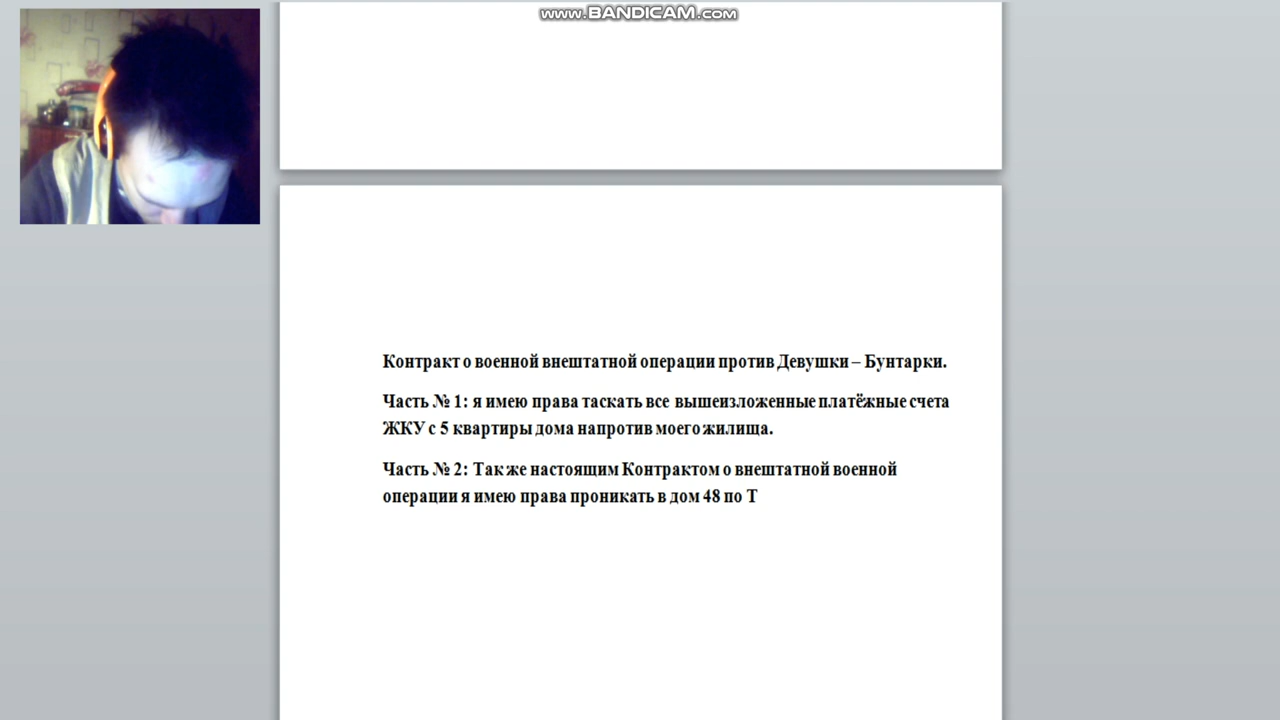 www.BANDICAM.com
Контракт о военной внештатной операции против Девушки – Бунтарки.
Часть № 1: я имею права таскать все вышеизложенные платёжные счета
ЖКУ с 5 квартиры дома напротив моего жилища.
Часть № 2: Так же настоящим Контрактом о внештатной военной
операции я имею права проникать в дом 48 по Т